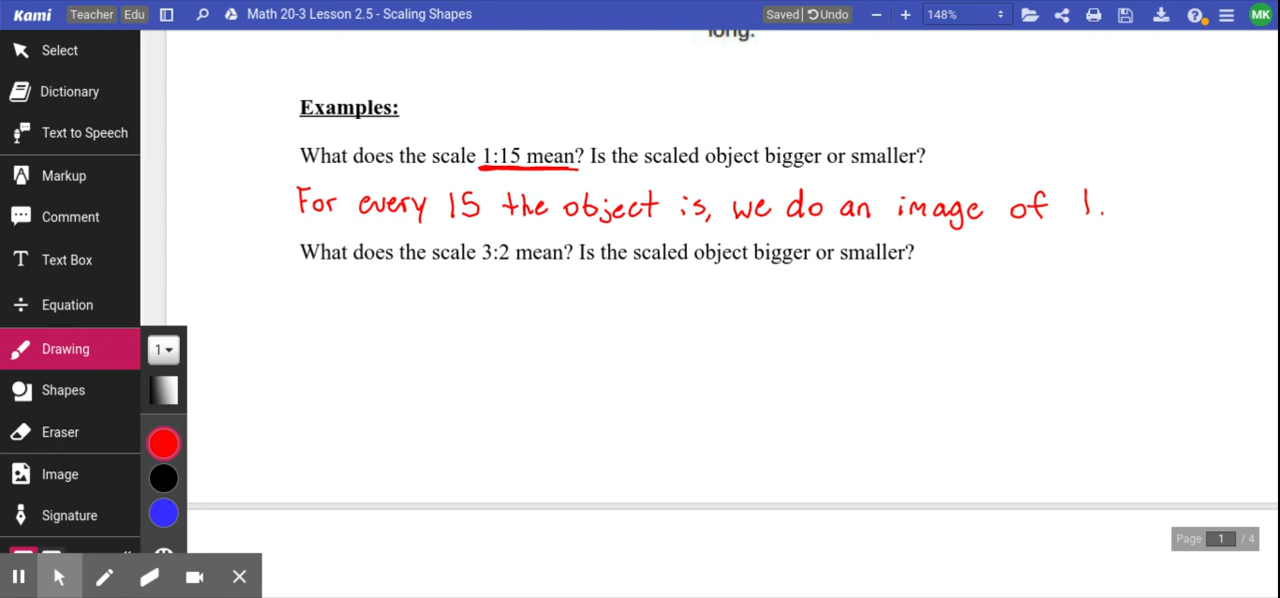 Kami Teacher Edu Math 20-3 Lesson 2.5 - Scaling Shapes Saved Undo − + 148% MK
Select
Dictionary
Text to Speech
Markup
Comment
Text Box
Equation
Drawing
Shapes
Eraser
Image
Signature
1
long.
Examples:
What does the scale 1:15 mean? Is the scaled object bigger or smaller?
For every 15 the object is, we do an image of 1.
What does the scale 3:2 mean? Is the scaled object bigger or smaller?
Page 1 / 4